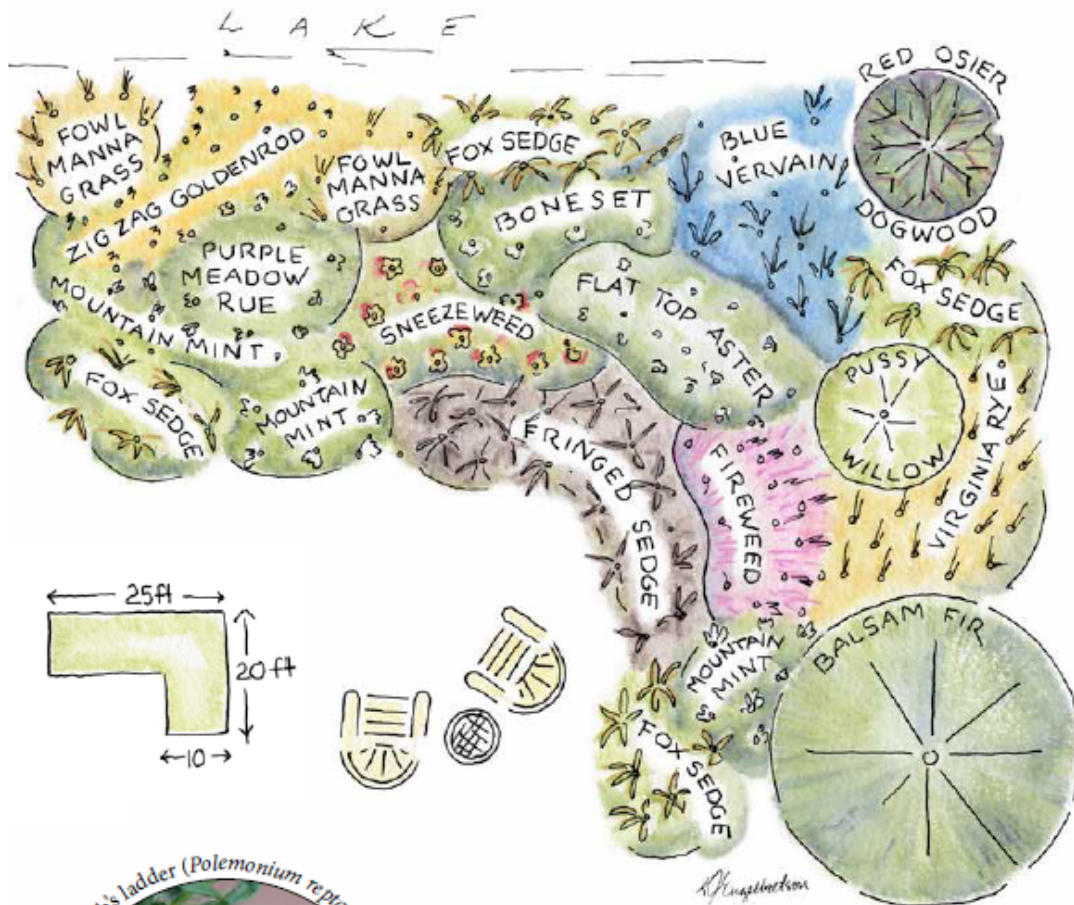 LAKE
RED OSIER
DOGWOOD
FOWL
MANNA
GRASS
ZIG ZAG GOLDENROD
FOWL
MANNA
GRASS
FOX SEDGE
BLUE
VERVAIN
BONESET
PURPLE
MEADOW
RUE
FLAT TOP ASTER
FOX SEDGE
MOUNTAIN MINT
SNEEZEWEED
PUSSY
WILLOW
VIRGINIA RYE
FOX SEDGE
MOUNTAIN
MINT
FRINGED SEDGE
FIREWEED
25ft
20 ft
10
BALSAM FIR
MOUNTAIN
MINT
FOX SEDGE
ladder (Polemonium